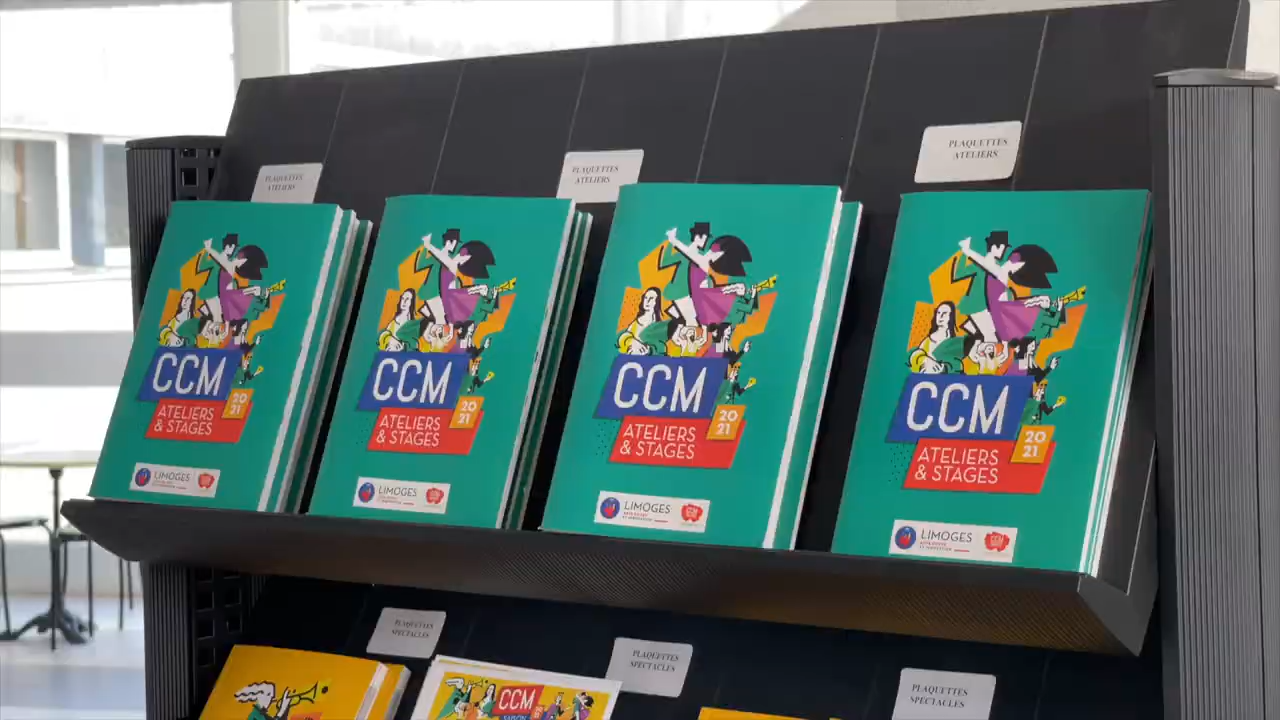 PLAQUETTES
ATELIERS
PLAQUETTES
ATELIERS
PLAQUETTES
ATELIERS
CCM
ATELIERS
& STAGES
20
21
LIMOGES
CCM
ATELIERS
& STAGES
20
21
LIMOGES
CCM
ATELIERS
& STAGES
20
21
LIMOGES
CCM
ATELIERS
& STAGES
20
21
LIMOGES
PLAQUETTES
SPECTACLES
PLAQUETTES
SPECTACLES
PLAQUETTES
SPECTACLES
CCM
SAISON